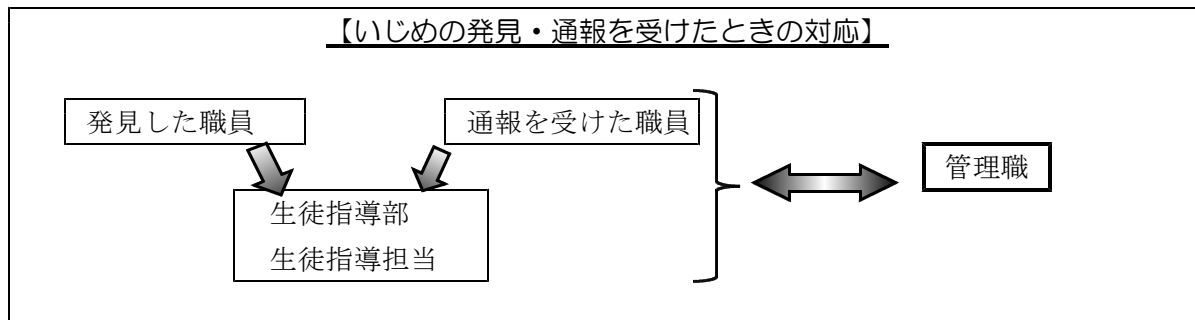 【いじめの発見・通報を受けたときの対応】
発見した職員
通報を受けた職員
管理職
生徒指導部
生徒指導担当